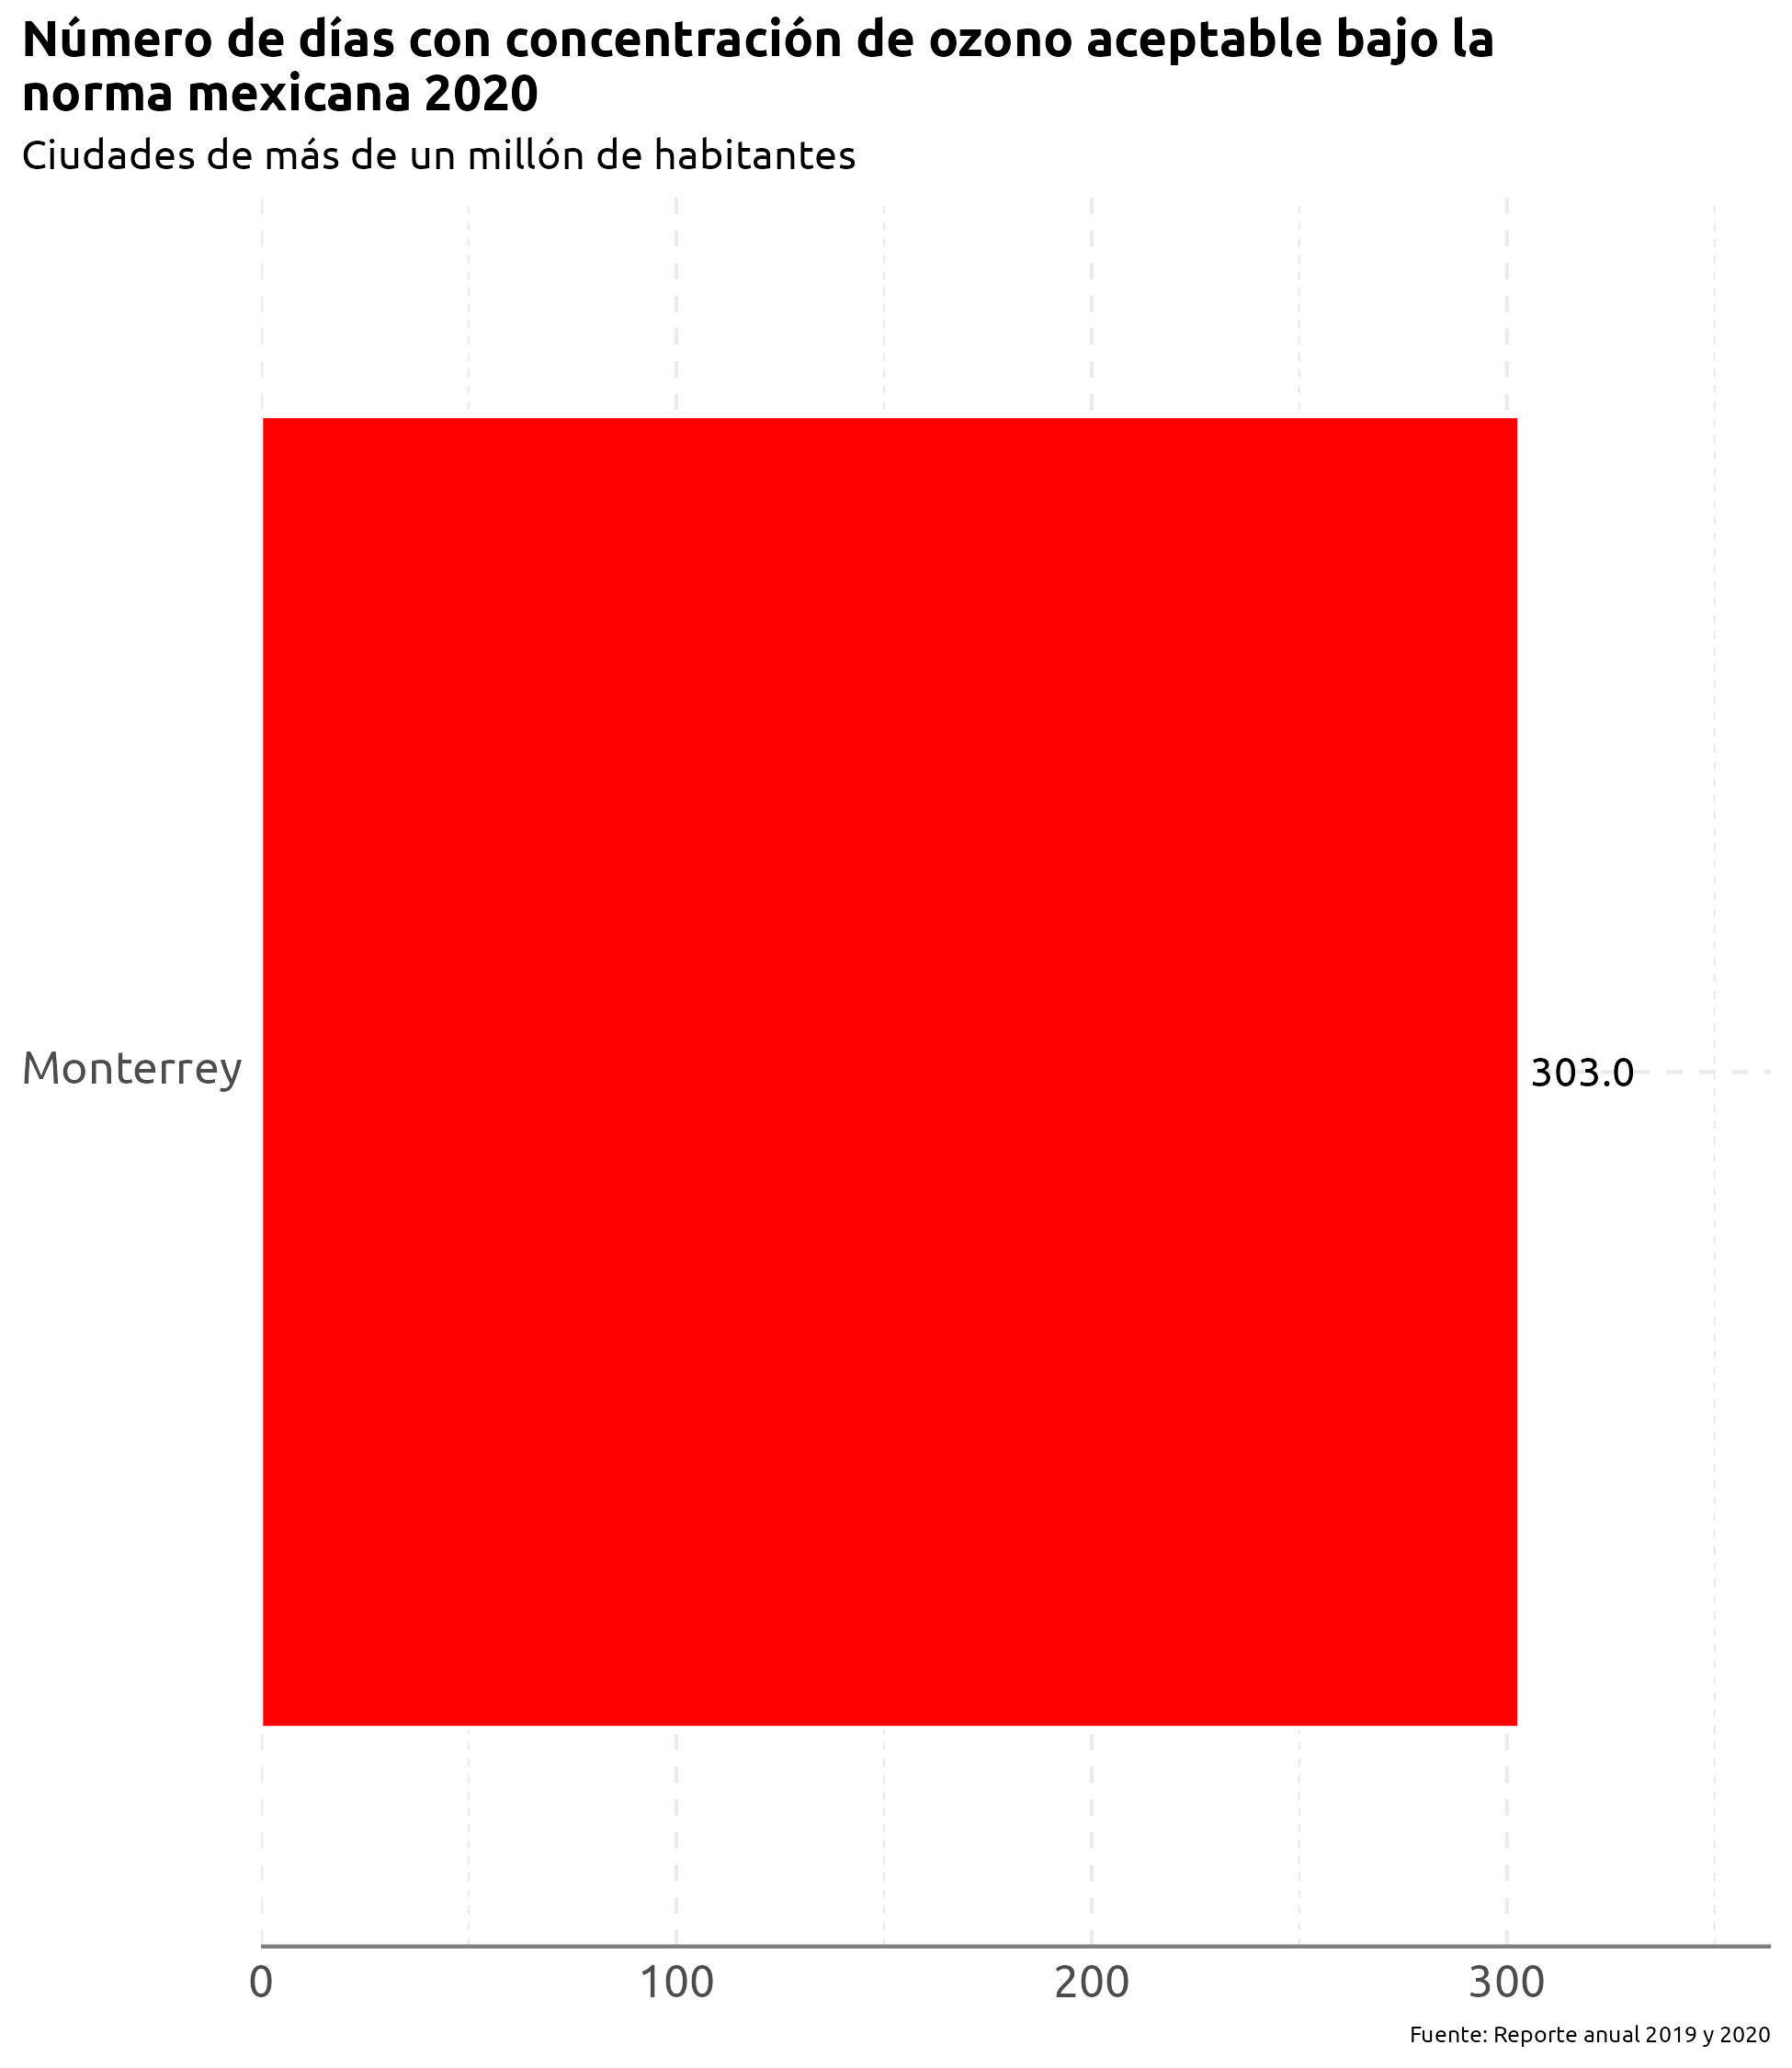 Número de días con concentración de ozono aceptable bajo la
norma mexicana 2020
Ciudades de más de un millón de habitantes
Monterrey
303.0
0 100 200 300
Fuente: Reporte anual 2019 y 2020